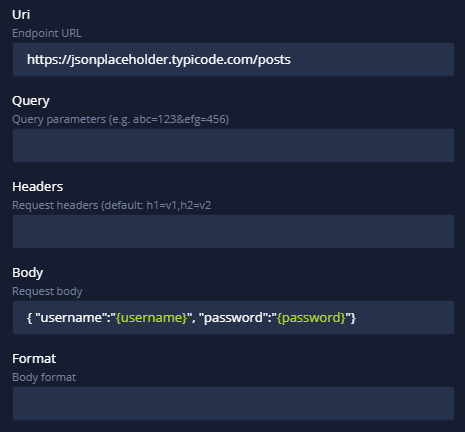 Uri
Endpoint URL
https://jsonplaceholder.typicode.com/posts
Query
Query parameters (e.g. abc=123&efg=456)
Headers
Request headers (default: h1=v1,h2=v2
Body
Request body
{ "username":"{username}", "password":"{password}"}
Format
Body format